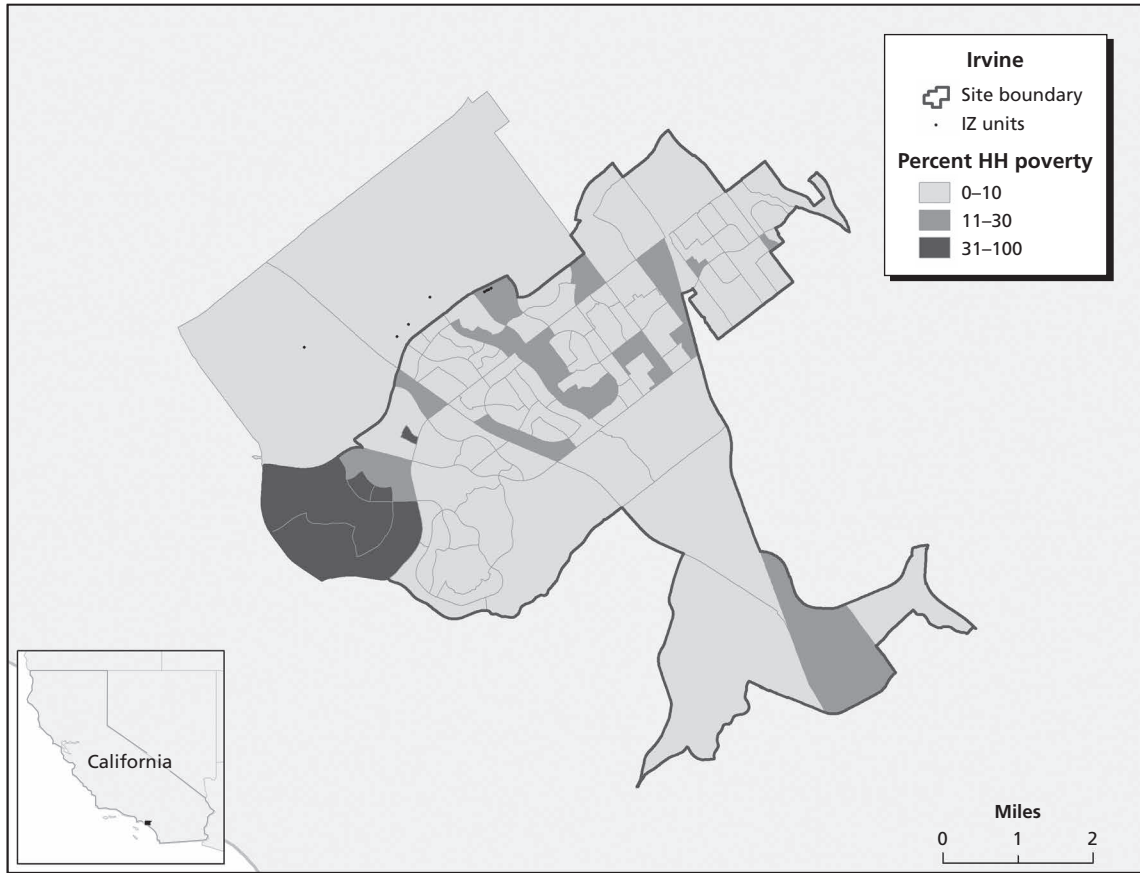 Irvine
Site boundary
IZ units
Percent HH poverty
0–10
11–30
31–100
California
Miles
0 1 2